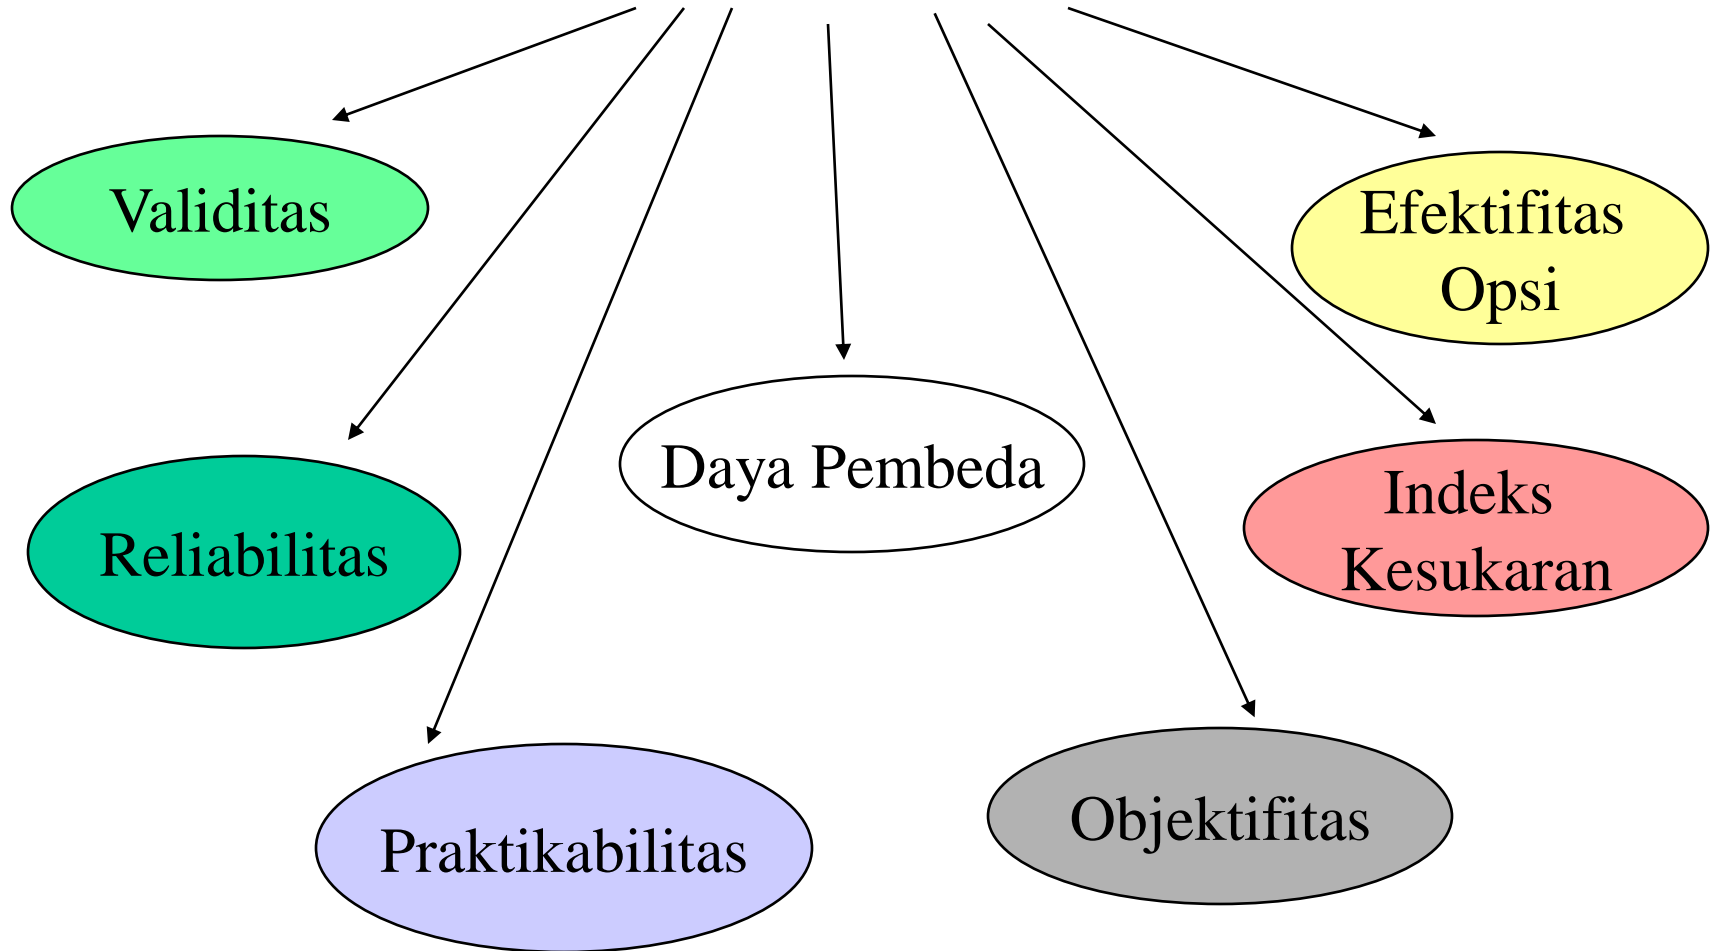 Validitas
Efektifitas
Opsi
Daya Pembeda
Indeks
Kesukaran
Reliabilitas
Objektifitas
Praktikabilitas